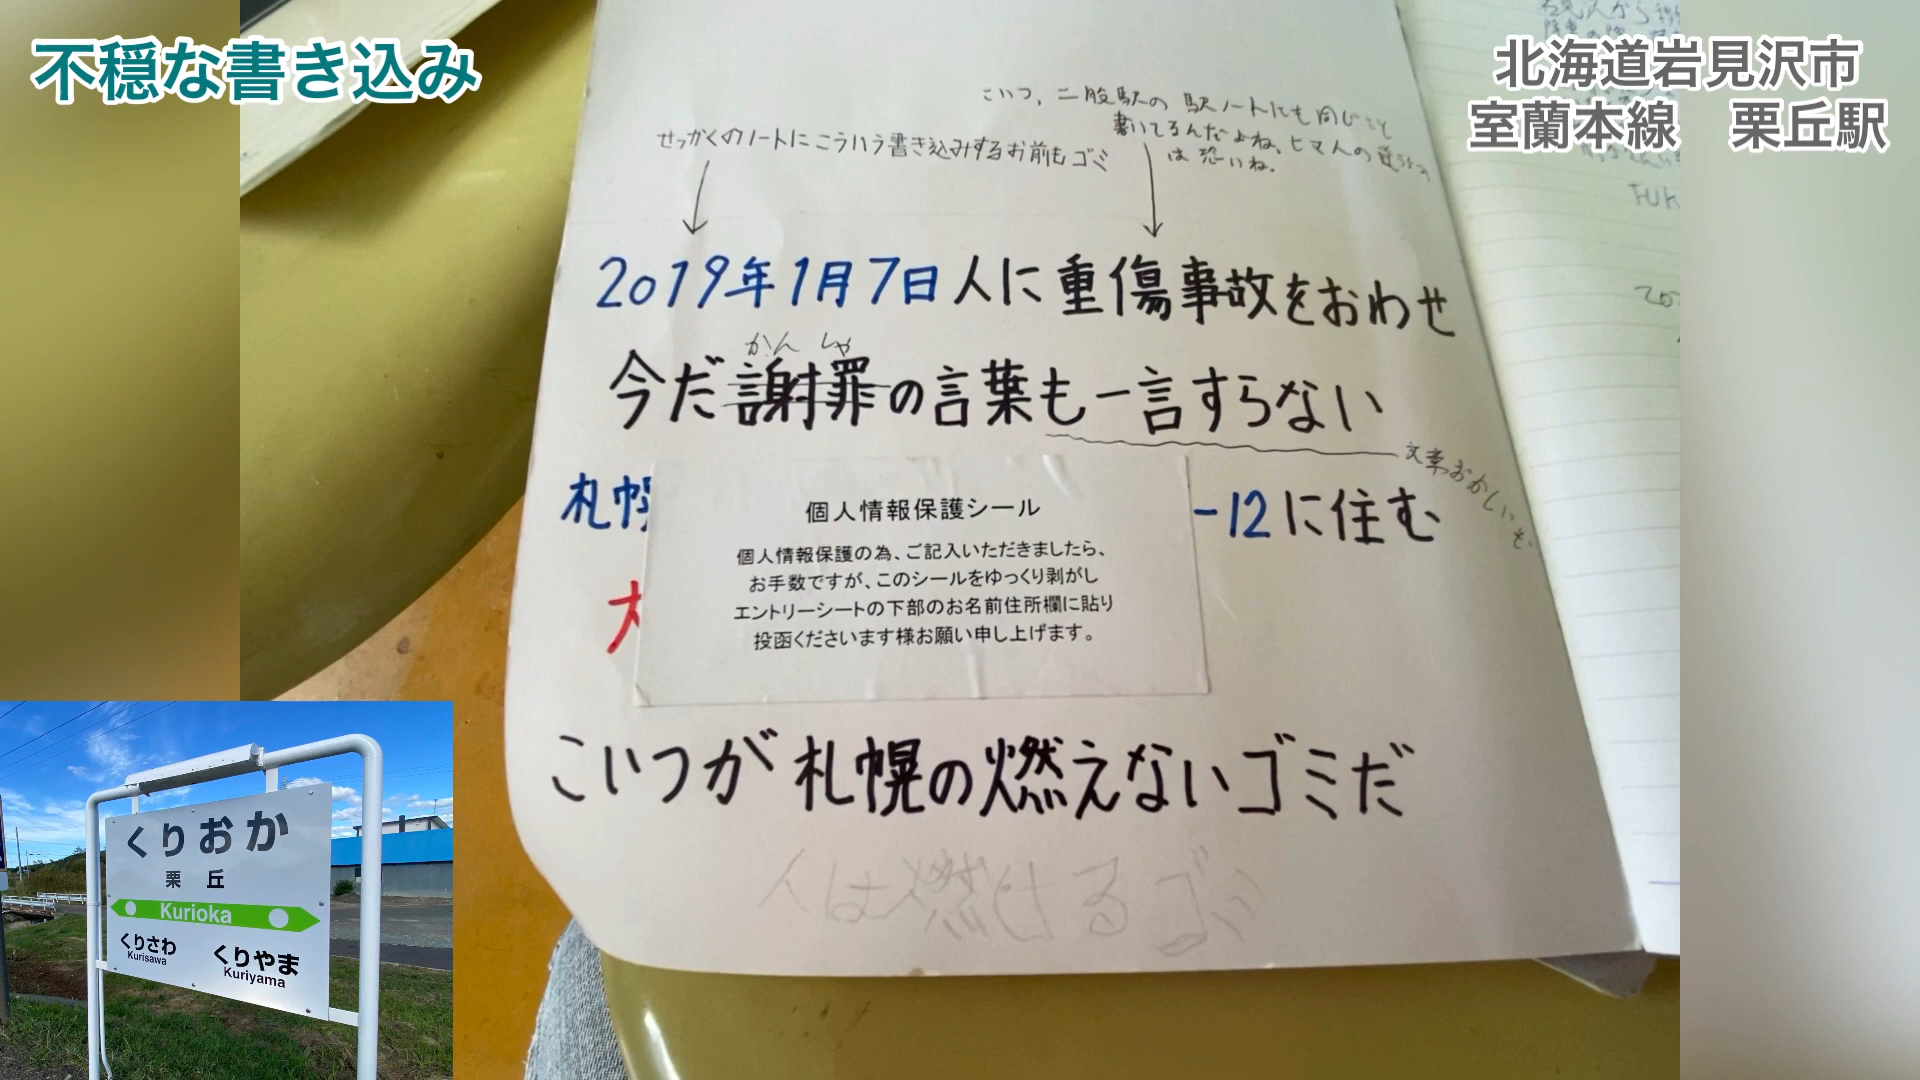 不穏な書き込み
北海道岩見沢市
室蘭本線 栗丘駅
こいつ、二股駅の駅ノートにも同じこと
書いてるんだよね。ヒマ人の
は恐いね。
せっかくのノートにこういう書き込みするお前もゴミ
2019年1月7日人に重傷事故をおわせ
かんしゃ
今だ謝罪の言葉も一言すらない
文章おかしい
札幌
-12に住む
個人情報保護シール
個人情報保護の為、ご記入いただきましたら、
お手数ですが、このシールをゆっくり剥がし
エントリーシートの下部のお名前住所欄に貼り
投函くださいます様お願い申し上げます。
こいつが札幌の燃えないゴミだ
人は燃けるゴミ
くりおか
栗丘
Kurioka
くりさわ
Kurisawa
くりやま
Kuriyama